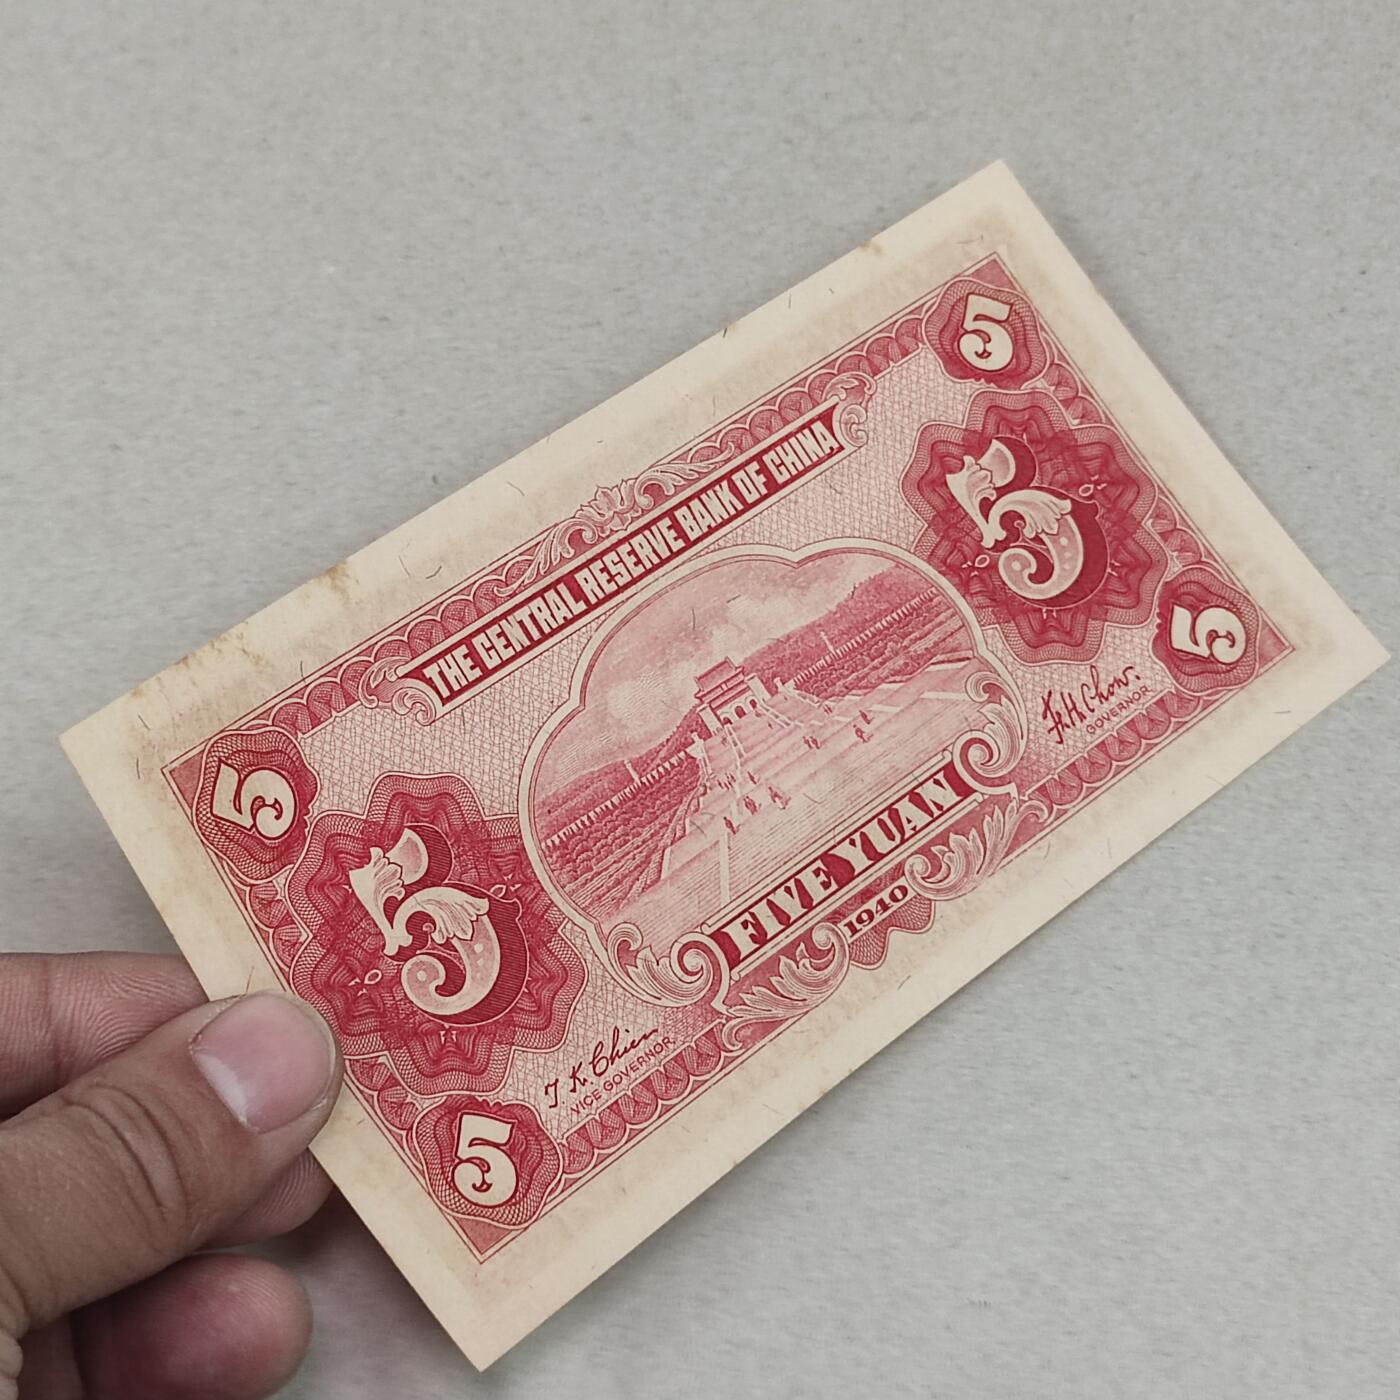 5
THE CENTRAL RESERVE BANK OF CHINA
5
5
5
FIVE YUAN
1940
T. K. Chien
VICE GOVERNOR
F. H. Chow.
GOVERNOR
5
5